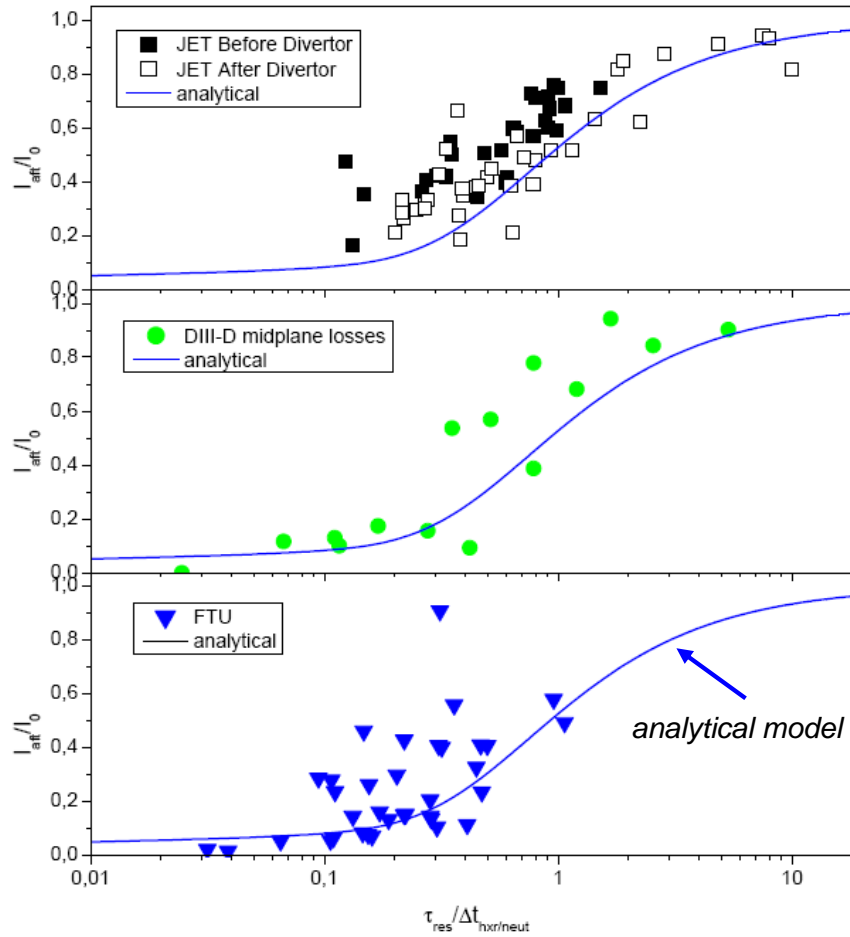 JET Before Divertor
JET After Divertor
analytical
1,0
0,8
0,6
0,4
0,2
0,0
I_aft/I_0
DIII-D midplane losses
analytical
1,0
0,8
0,6
0,4
0,2
0,0
I_aft/I_0
FTU
analytical
1,0
0,8
0,6
0,4
0,2
0,0
I_aft/I_0
analytical model
0,01
0,1
1
10
τ_res/Δt_hxr/neut